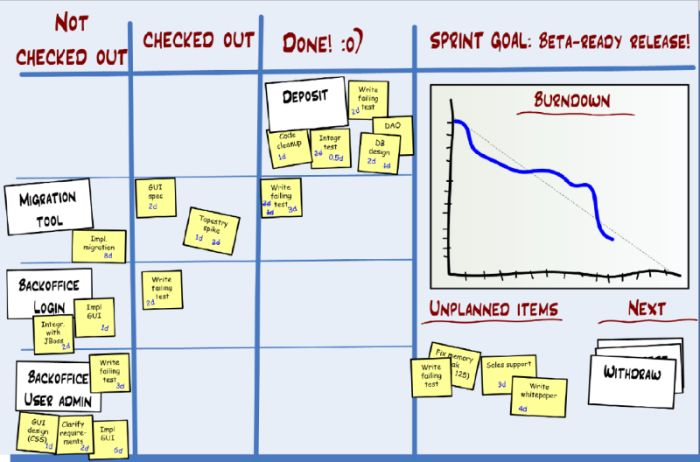 NOT
CHECKED OUT
CHECKED OUT
DONE! :o)
SPRINT GOAL: BETA-READY RELEASE!
DEPOSIT
Write
failing
test
2d
DAO
Code
cleanup
1d
Integr
test
2d 0.5d
DB
design
2d 1d
BURNDOWN
MIGRATION
TOOL
Impl.
migration
8d
GUI
spec
2d
Tapestry
spike
1d 2d
Write
failing
test
3d
BACKOFFICE
LOGIN
Integr.
with
JBoss
2d
Impl
GUI
1d
Write
failing
test
2d
BACKOFFICE
USER ADMIN
Write
failing
test
3d
GUI
design
(CSS)
1d
Clarify
require-
ments
2d
Impl
GUI
6d
UNPLANNED ITEMS
NEXT
Fix memory
125)
Write
failing
test
Sales support
3d
Write
whitepaper
4d
WITHDRAW